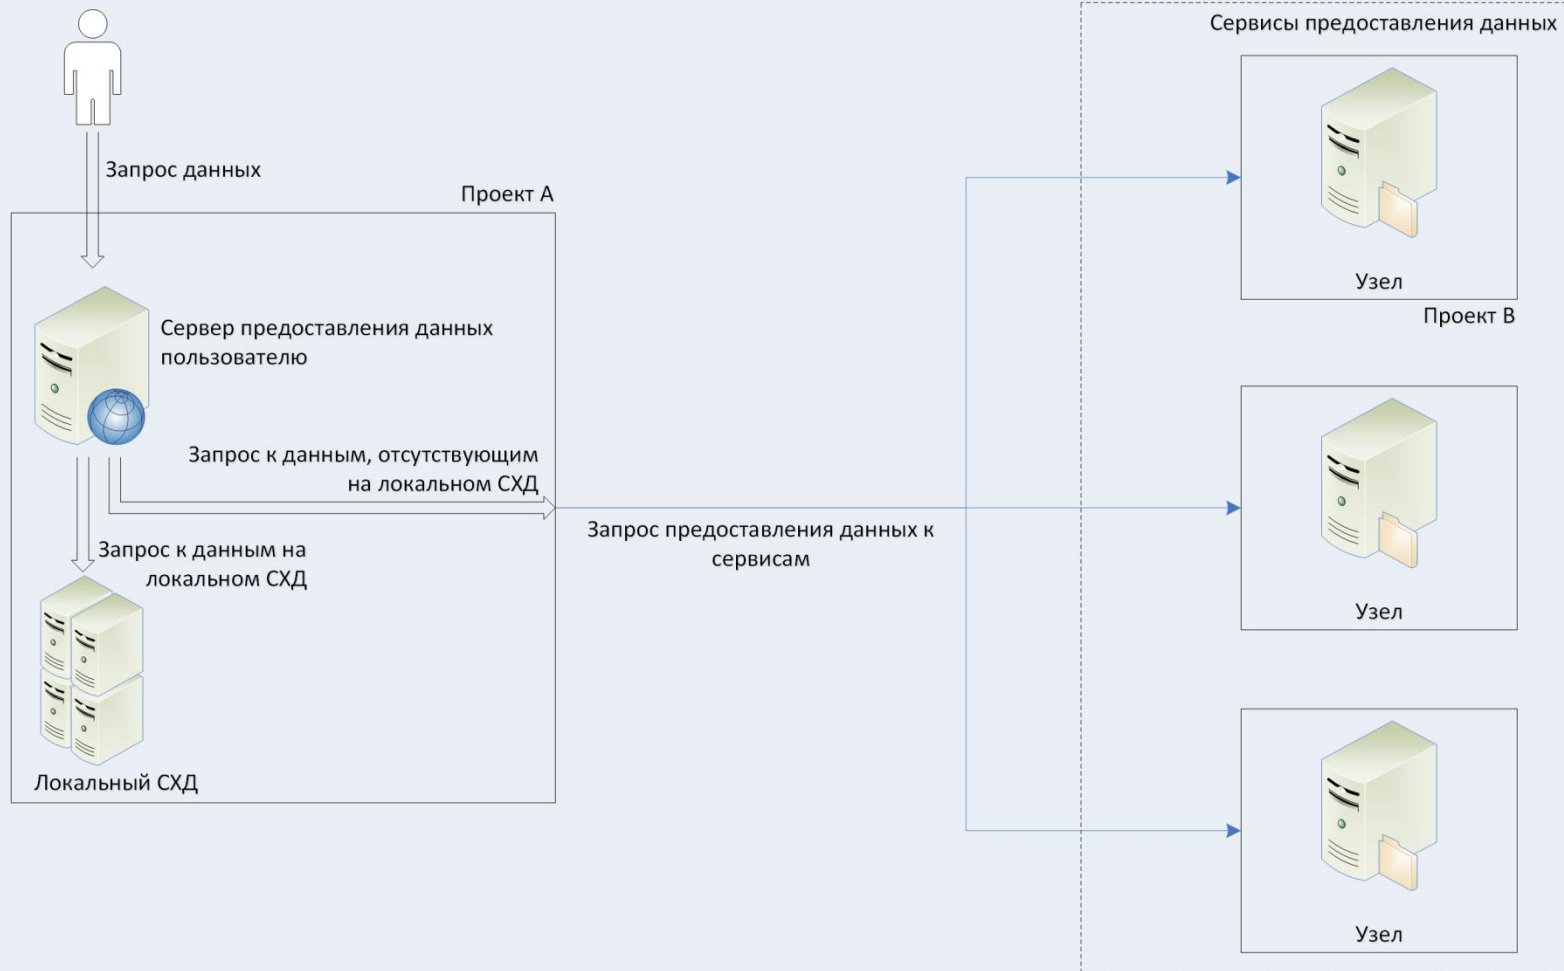 Сервисы предоставления данных
Запрос данных
Проект А
Узел
Проект В
Сервер предоставления данных
пользователю
Запрос к данным, отсутствующим
на локальном СХД
Запрос предоставления данных к
сервисам
Запрос к данным на
локальном СХД
Узел
Локальный СХД
Узел